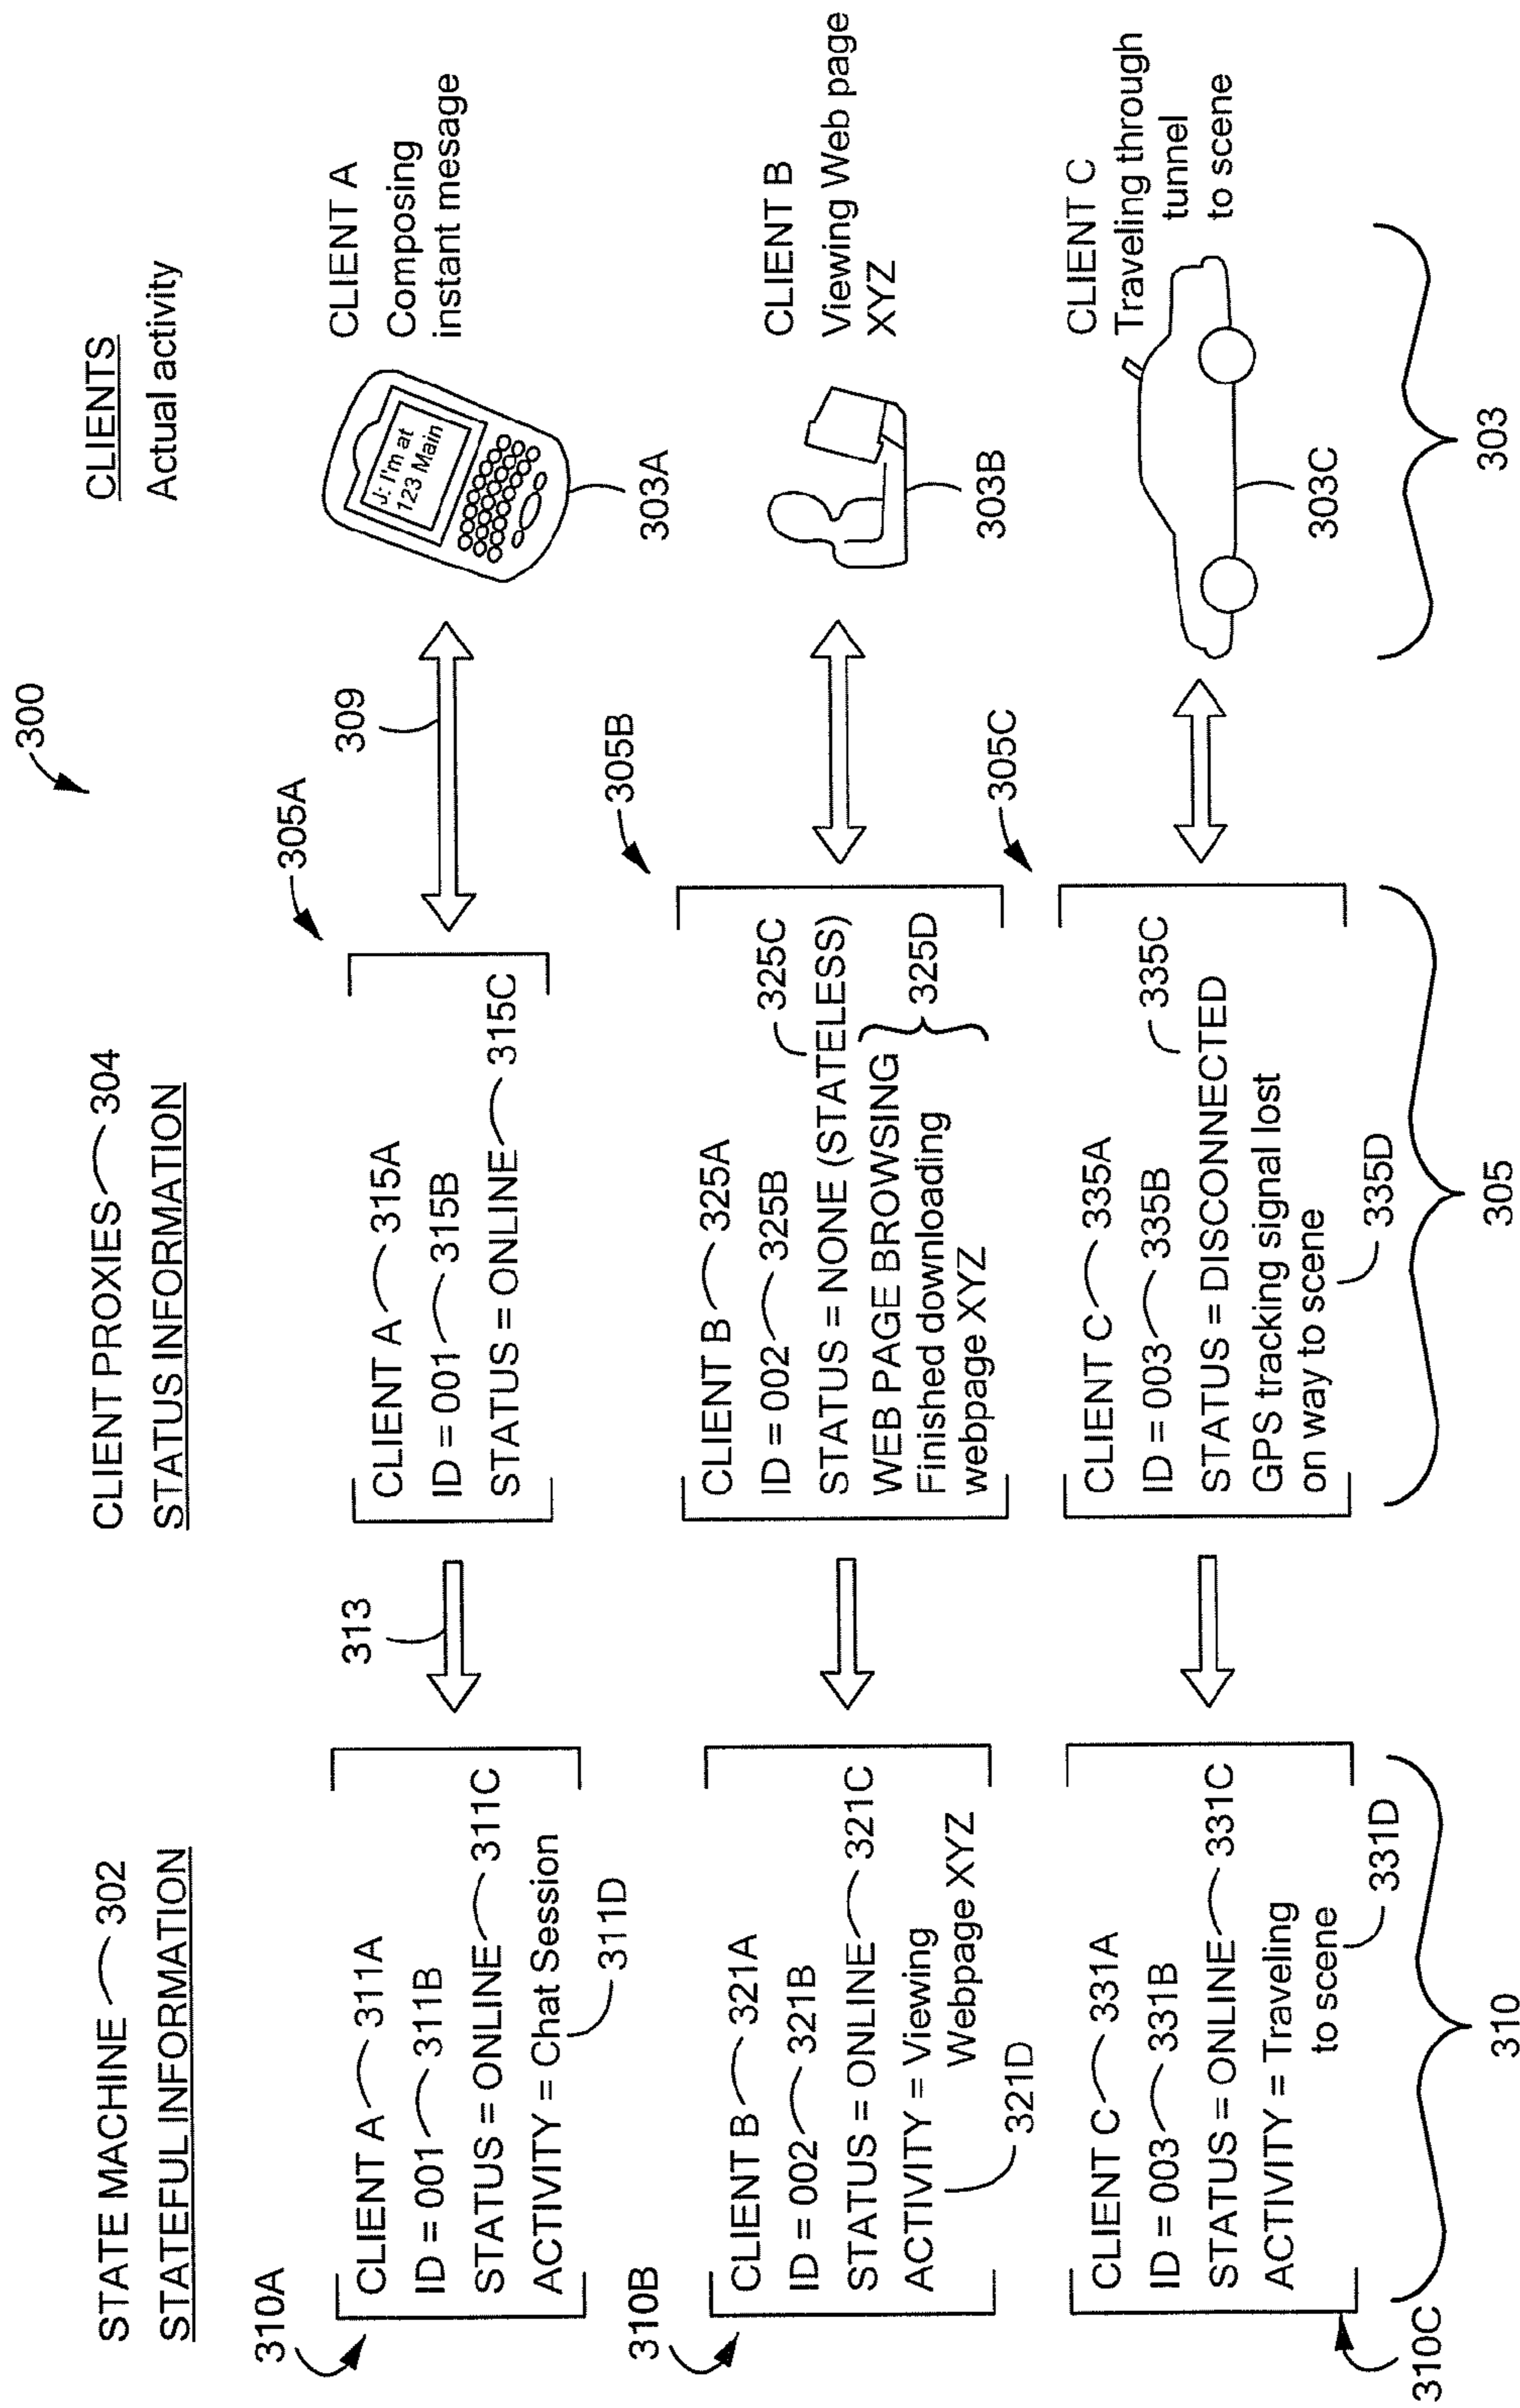 300
STATE MACHINE 302
STATEFUL INFORMATION
CLIENT PROXIES 304
STATUS INFORMATION
CLIENTS
Actual activity
310A
CLIENT A 311A
ID = 001 311B
STATUS = ONLINE 311C
ACTIVITY = Chat Session
311D
313
305A
CLIENT A 315A
ID = 001 315B
STATUS = ONLINE 315C
309
J: I'm at
123 Main
303A
CLIENT A
Composing
instant message
310B
CLIENT B 321A
ID = 002 321B
STATUS = ONLINE 321C
ACTIVITY = Viewing
Webpage XYZ
321D
305B
CLIENT B 325A
ID = 002 325B
325C
STATUS = NONE (STATELESS)
WEB PAGE BROWSING
Finished downloading
webpage XYZ
325D
303B
CLIENT B
Viewing Web page
XYZ
310C
CLIENT C 331A
ID = 003 331B
STATUS = ONLINE 331C
ACTIVITY = Traveling
to scene
331D
310
305C
CLIENT C 335A
ID = 003 335B
335C
STATUS = DISCONNECTED
GPS tracking signal lost
on way to scene
335D
305
303C
CLIENT C
Traveling through
tunnel
to scene
303